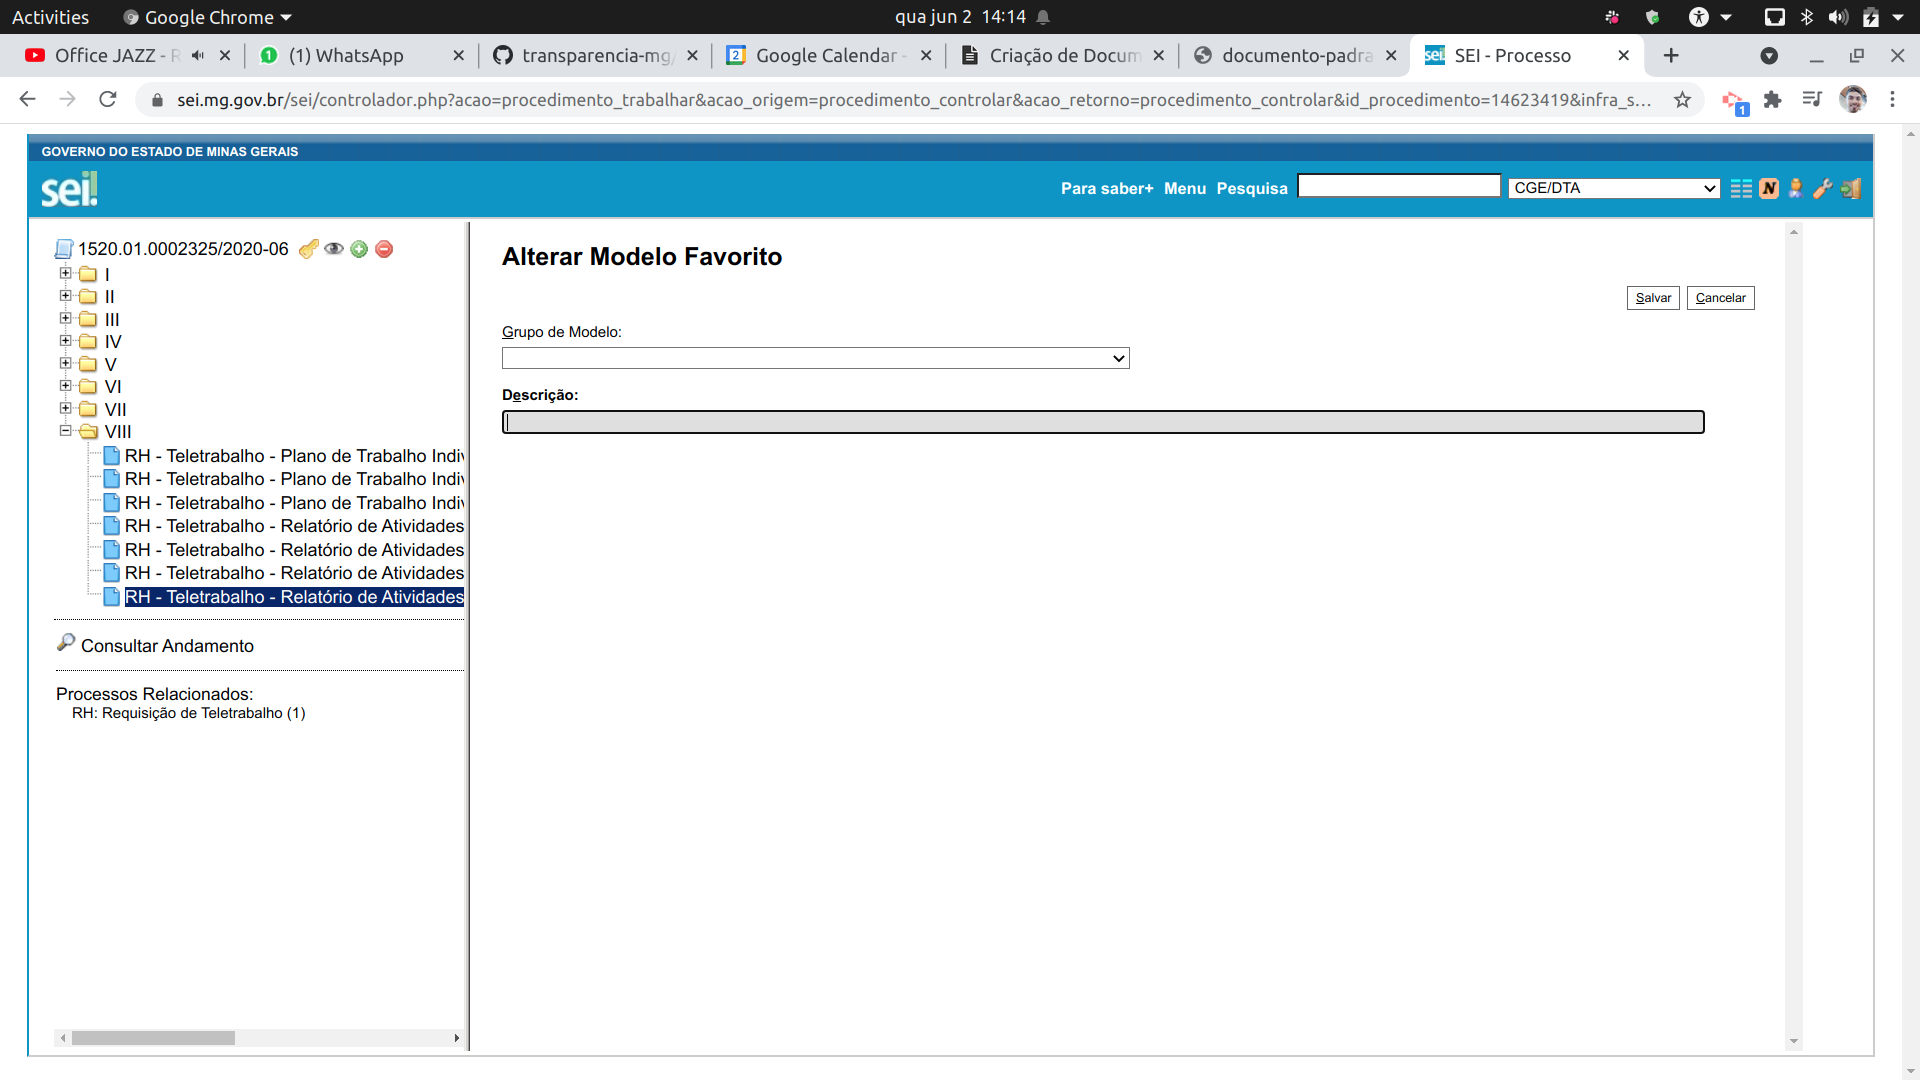 Activities
Google Chrome
qua jun 2 14:14
Office JAZZ - R
(1) WhatsApp
transparencia-mg/
Google Calendar -
Criação de Docum
documento-padra
SEI - Processo
sei.mg.gov.br/sei/controlador.php?acao=procedimento_trabalhar&acao_origem=procedimento_controlar&acao_retorno=procedimento_controlar&id_procedimento=14623419&infra_s...
GOVERNO DO ESTADO DE MINAS GERAIS
sei!
Para saber+ Menu Pesquisa
CGE/DTA
1520.01.0002325/2020-06
I
II
III
IV
V
VI
VII
VIII
RH - Teletrabalho - Plano de Trabalho Indiv
RH - Teletrabalho - Plano de Trabalho Indiv
RH - Teletrabalho - Plano de Trabalho Indiv
RH - Teletrabalho - Relatório de Atividades
RH - Teletrabalho - Relatório de Atividades
RH - Teletrabalho - Relatório de Atividades
RH - Teletrabalho - Relatório de Atividades
Consultar Andamento
Processos Relacionados:
RH: Requisição de Teletrabalho (1)
Alterar Modelo Favorito
Salvar
Cancelar
Grupo de Modelo:
Descrição: